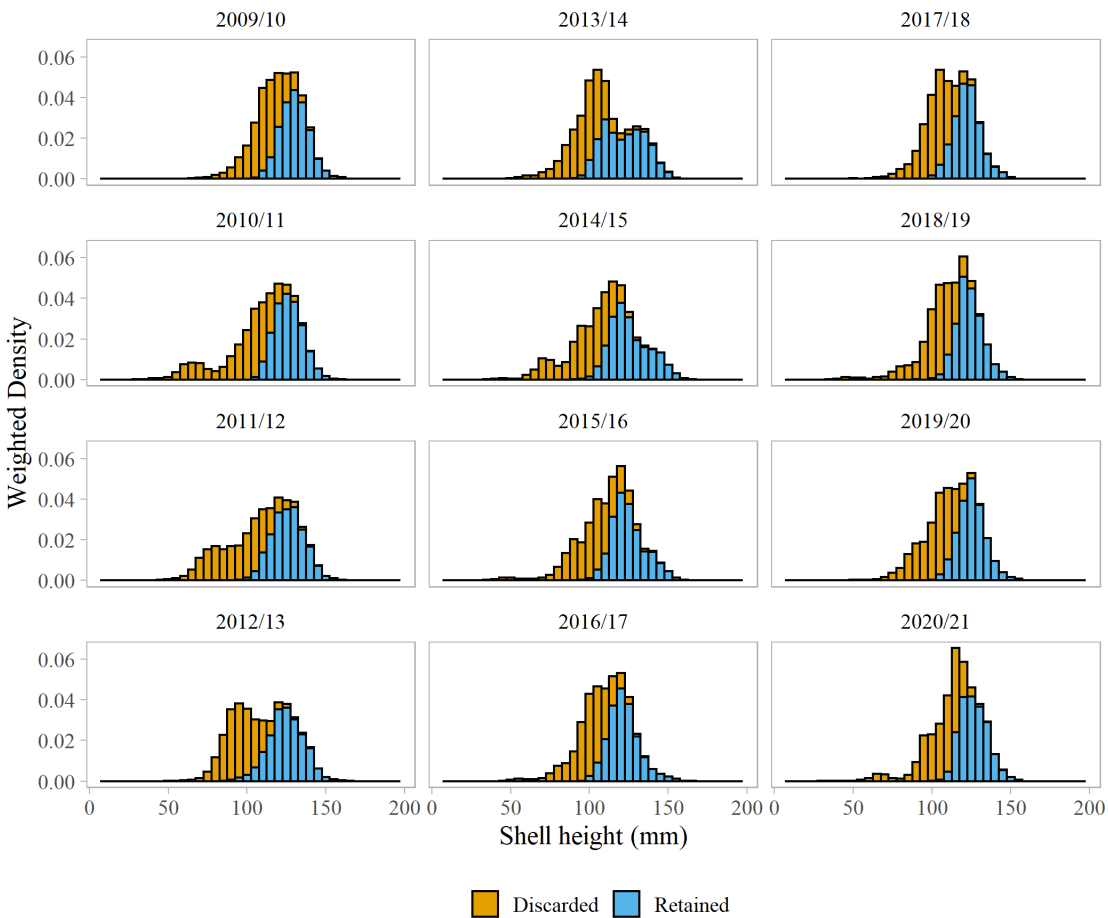 2009/10 2013/14 2017/18
0.06
0.04
0.02
0.00
2010/11 2014/15 2018/19
0.06
0.04
0.02
0.00
2011/12 2015/16 2019/20
0.06
0.04
0.02
0.00
2012/13 2016/17 2020/21
0.06
0.04
0.02
0.00
Weighted Density
0 50 100 150 200 0 50 100 150 200 0 50 100 150 200
Shell height (mm)
Discarded Retained